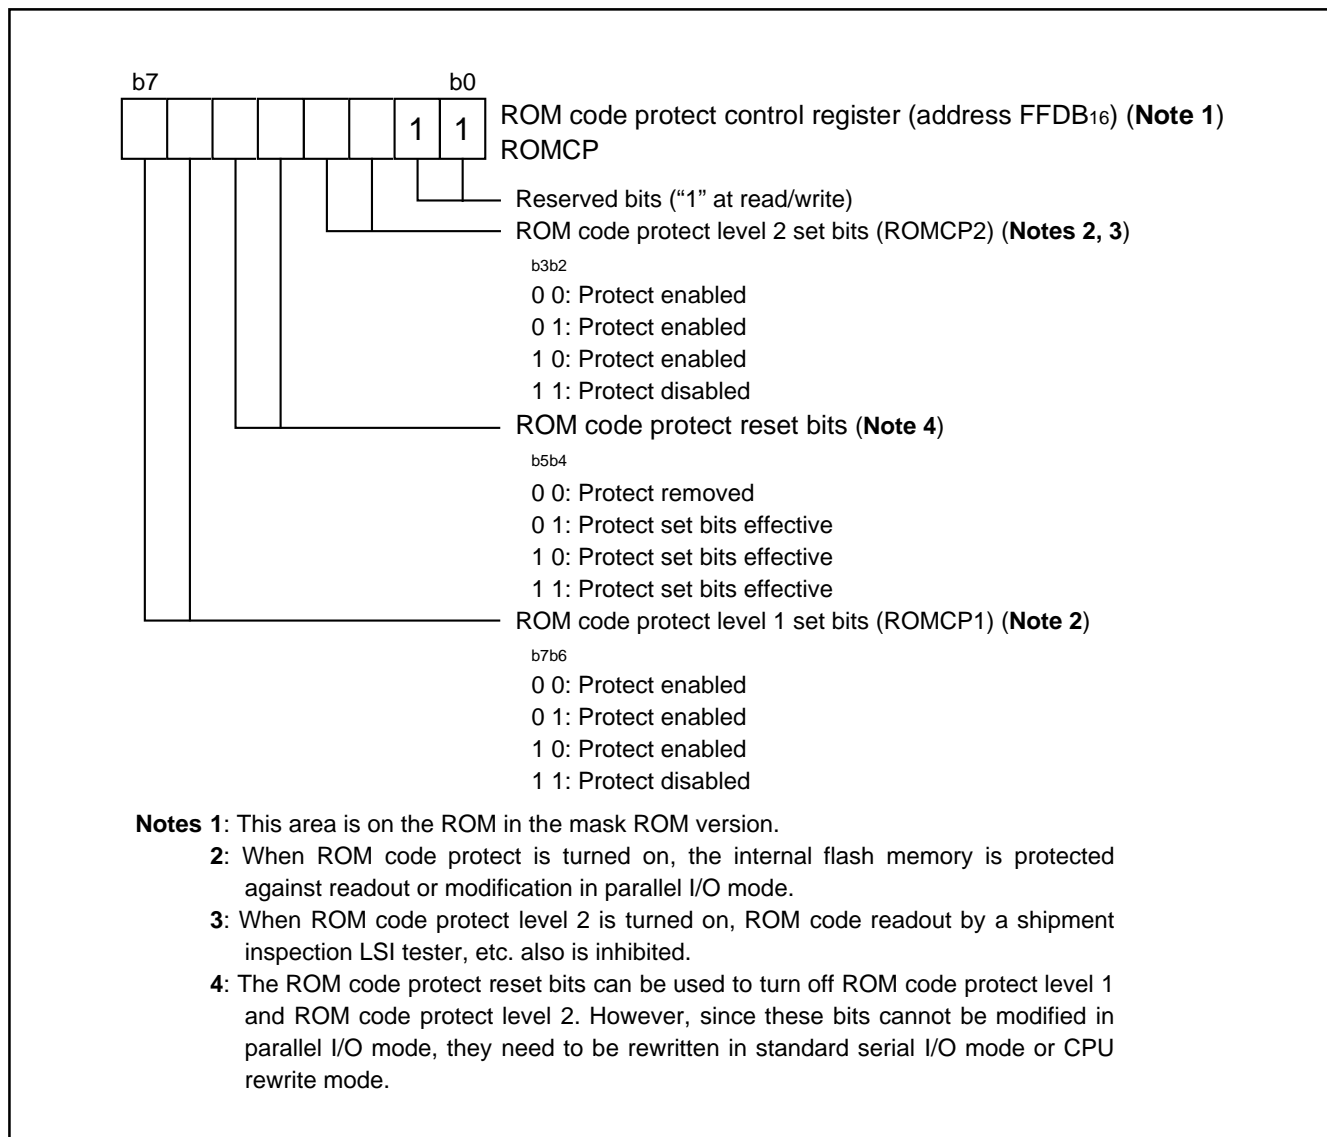 b7 b0
1 1 ROM code protect control register (address FFDB16) (Note 1)
ROMCP
Reserved bits (“1” at read/write)
ROM code protect level 2 set bits (ROMCP2) (Notes 2, 3)
b3b2
0 0: Protect enabled
0 1: Protect enabled
1 0: Protect enabled
1 1: Protect disabled
ROM code protect reset bits (Note 4)
b5b4
0 0: Protect removed
0 1: Protect set bits effective
1 0: Protect set bits effective
1 1: Protect set bits effective
ROM code protect level 1 set bits (ROMCP1) (Note 2)
b7b6
0 0: Protect enabled
0 1: Protect enabled
1 0: Protect enabled
1 1: Protect disabled
Notes 1: This area is on the ROM in the mask ROM version.
2: When ROM code protect is turned on, the internal flash memory is protected
against readout or modification in parallel I/O mode.
3: When ROM code protect level 2 is turned on, ROM code readout by a shipment
inspection LSI tester, etc. also is inhibited.
4: The ROM code protect reset bits can be used to turn off ROM code protect level 1
and ROM code protect level 2. However, since these bits cannot be modified in
parallel I/O mode, they need to be rewritten in standard serial I/O mode or CPU
rewrite mode.